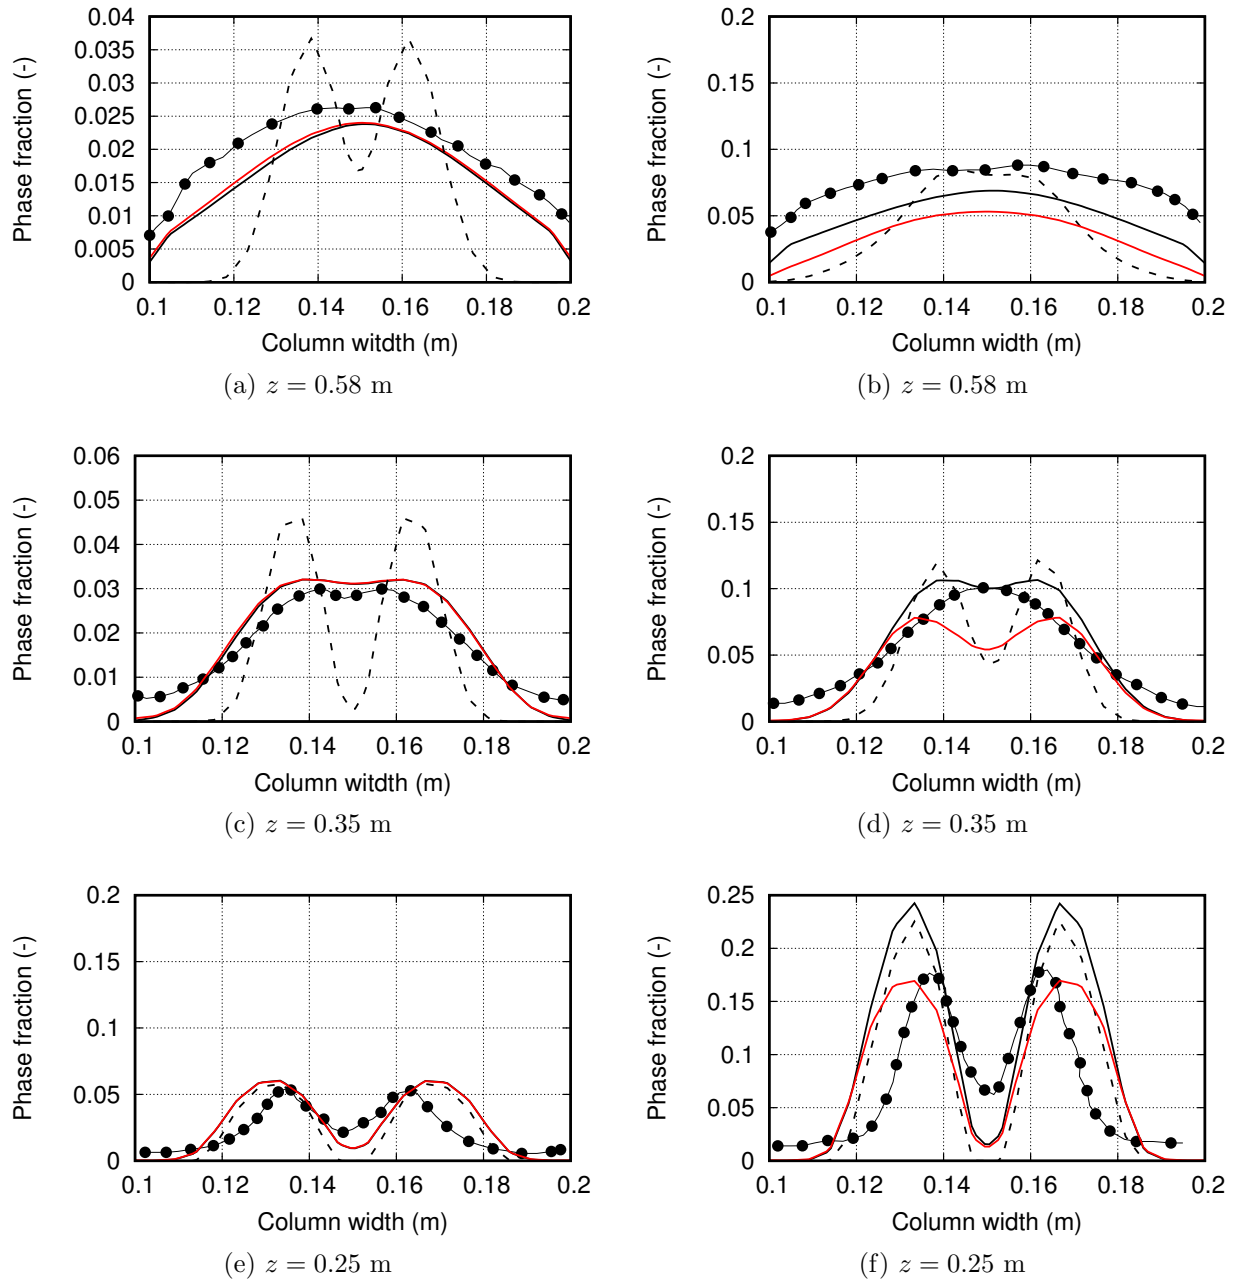 0.04
0.035
0.03
0.025
0.02
0.015
0.01
0.005
0
0.1 0.12 0.14 0.16 0.18 0.2
Phase fraction (-)
Column witdth (m)
(a) z = 0.58 m
0.2
0.15
0.1
0.05
0
0.1 0.12 0.14 0.16 0.18 0.2
Phase fraction (-)
Column width (m)
(b) z = 0.58 m
0.06
0.05
0.04
0.03
0.02
0.01
0
0.1 0.12 0.14 0.16 0.18 0.2
Phase fraction (-)
Column witdth (m)
(c) z = 0.35 m
0.2
0.15
0.1
0.05
0
0.1 0.12 0.14 0.16 0.18 0.2
Phase fraction (-)
Column width (m)
(d) z = 0.35 m
0.2
0.15
0.1
0.05
0
0.1 0.12 0.14 0.16 0.18 0.2
Phase fraction (-)
Column width (m)
(e) z = 0.25 m
0.25
0.2
0.15
0.1
0.05
0
0.1 0.12 0.14 0.16 0.18 0.2
Phase fraction (-)
Column width (m)
(f) z = 0.25 m